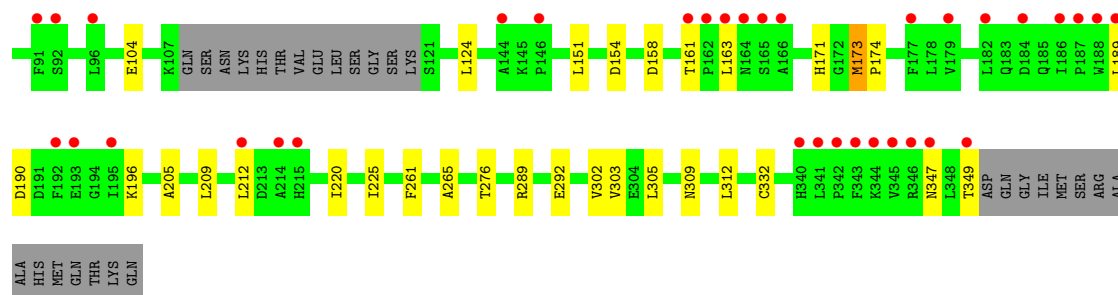 F91 S92 L96 E104 K107 GLN SER ASN LYS HIS THR VAL GLU LEU SER GLY SER LYS S121 L124 A144 K145 P146 L151 D154 D158 T161 P162 L163 N164 S165 A166 H171 G172 M173 P174 F177 L178 V179 L182 Q183 D184 Q185 I186 P187 W188 L189
D190 D191 F192 E193 G194 I195 K196 A205 L209 L212 D213 A214 H215 I220 I225 F261 A265 T276 R289 E292 V302 V303 E304 L305 N309 L312 C332 H340 L341 P342 F343 K344 V345 R346 N347 L348 T349 ASP GLN GLY ILE MET SER ARG ALA
ALA HIS MET GLN THR LYS GLN